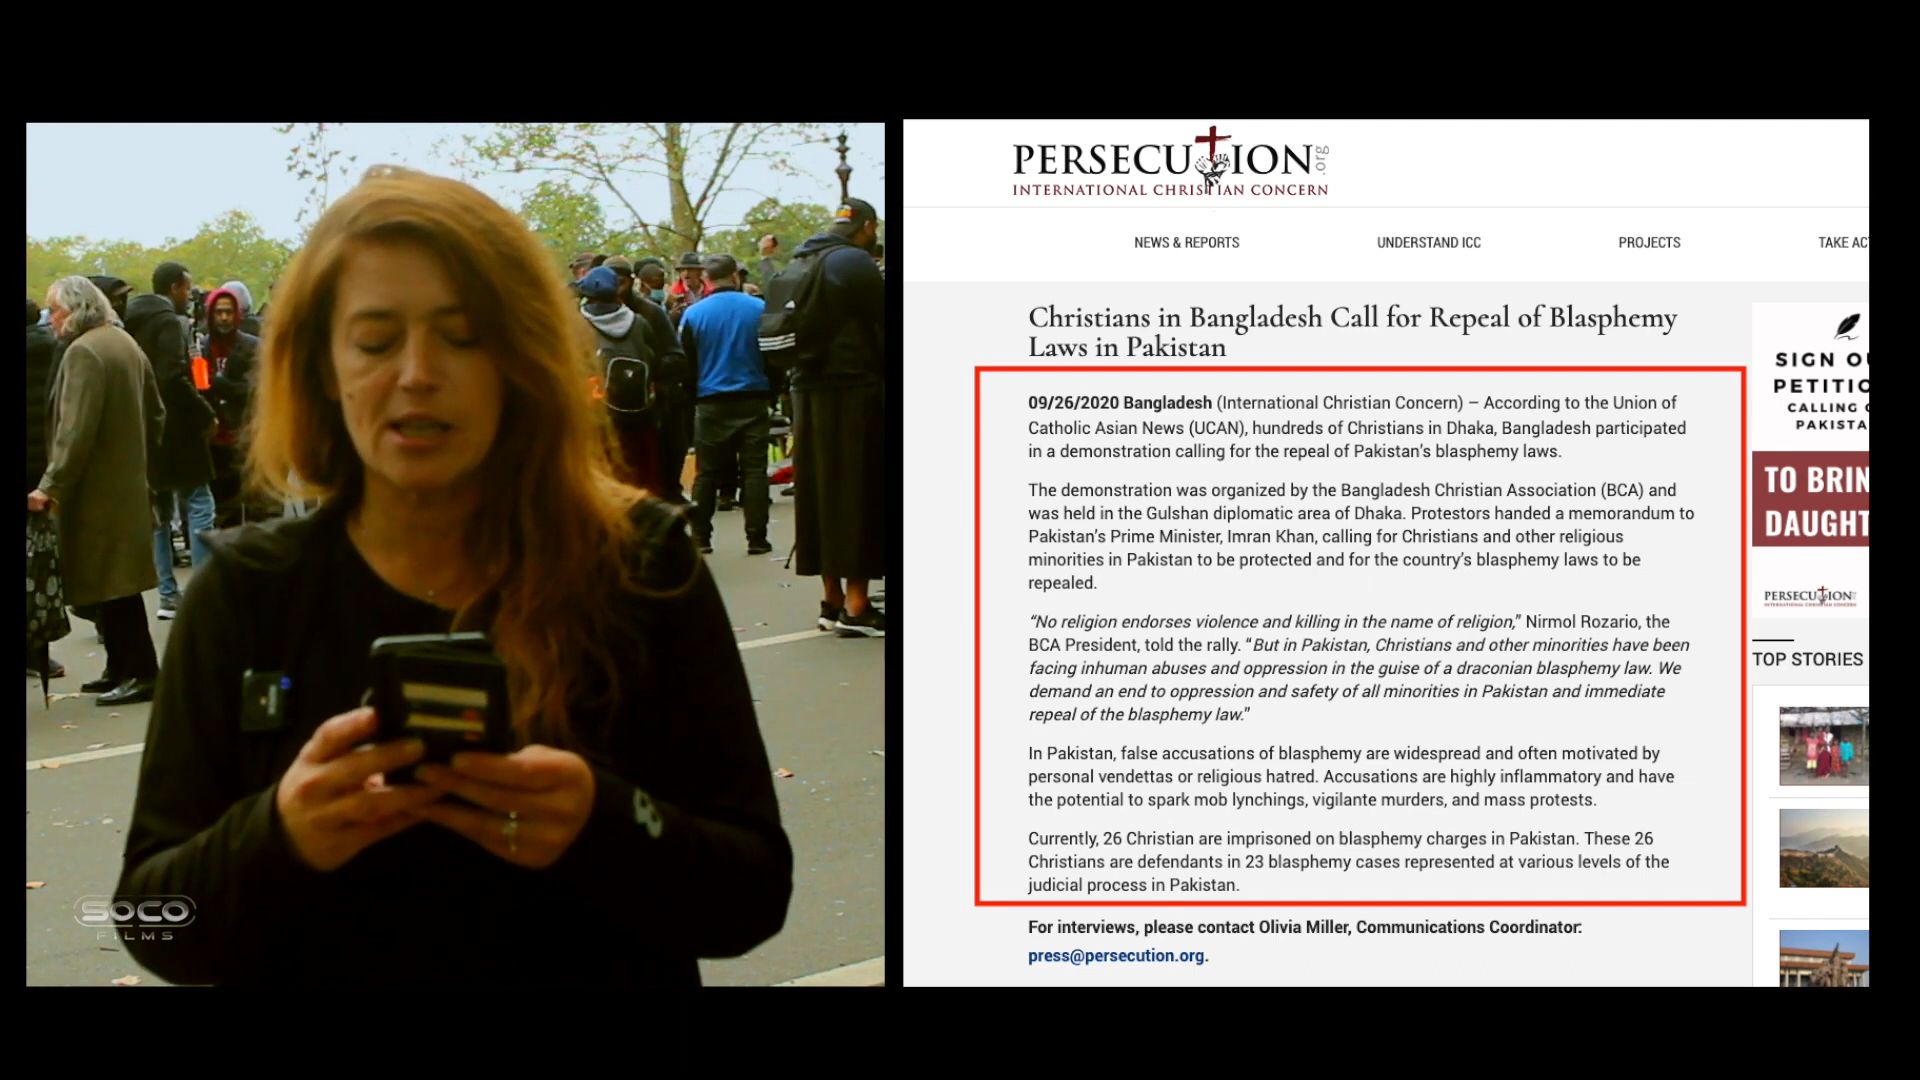 SOCO
FILMS
PERSECUTION.org
INTERNATIONAL CHRISTIAN CONCERN
NEWS & REPORTS
UNDERSTAND ICC
PROJECTS
TAKE AC
Christians in Bangladesh Call for Repeal of Blasphemy
Laws in Pakistan
09/26/2020 Bangladesh (International Christian Concern) – According to the Union of
Catholic Asian News (UCAN), hundreds of Christians in Dhaka, Bangladesh participated
in a demonstration calling for the repeal of Pakistan's blasphemy laws.
The demonstration was organized by the Bangladesh Christian Association (BCA) and
was held in the Gulshan diplomatic area of Dhaka. Protestors handed a memorandum to
Pakistan's Prime Minister, Imran Khan, calling for Christians and other religious
minorities in Pakistan to be protected and for the country's blasphemy laws to be
repealed.
“No religion endorses violence and killing in the name of religion,” Nirmol Rozario, the
BCA President, told the rally. “But in Pakistan, Christians and other minorities have been
facing inhuman abuses and oppression in the guise of a draconian blasphemy law. We
demand an end to oppression and safety of all minorities in Pakistan and immediate
repeal of the blasphemy law.”
In Pakistan, false accusations of blasphemy are widespread and often motivated by
personal vendettas or religious hatred. Accusations are highly inflammatory and have
the potential to spark mob lynchings, vigilante murders, and mass protests.
Currently, 26 Christian are imprisoned on blasphemy charges in Pakistan. These 26
Christians are defendants in 23 blasphemy cases represented at various levels of the
judicial process in Pakistan.
For interviews, please contact Olivia Miller, Communications Coordinator:
press@persecution.org.
SIGN OU
PETITIO
CALLING
PAKISTA
TO BRIN
DAUGHT
PERSECUTION
INTERNATIONAL CHRISTIAN CONCERN
TOP STORIES